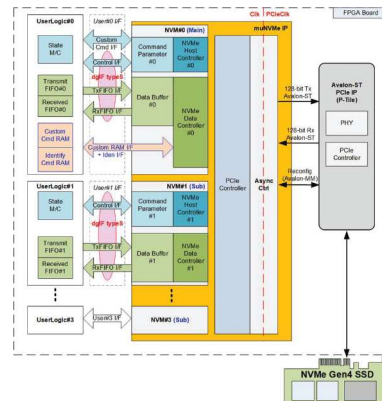 FPGA Board
Clk
PCIeClk
UserLogic#0
User#0 I/F
NVM#0 (Main)
muNVMe IP
State
M/C
Custom
Cmd I/F
Control I/F
Command
Parameter
#0
NVMe
Host
Controller
#0
dgIF typeS
Transmit
FIFO#0
TxFIFO I/F
Received
FIFO#0
RxFIFO I/F
Data Buffer
#0
NVMe
Data
Controller
#0
Custom
Cmd RAM
Custom RAM I/F
+ Iden I/F
Identify
Cmd RAM
128-bit Tx
Avalon-ST
128-bit Rx
Avalon-ST
Reconfig
(Avalon-MM)
Avalon-ST
PCIe IP
(P-Tile)
PHY
PCIe
Controller
PCIe
Controller
Async
Ctrl
UserLogic#1
User#1 I/F
NVM#1 (Sub)
State
M/C
Control I/F
Command
Parameter
#1
NVMe
Host
Controller
#1
dgIF typeS
Transmit
FIFO#1
TxFIFO I/F
Received
FIFO#1
RxFIFO I/F
Data Buffer
#1
NVMe
Data
Controller
#1
UserLogic#3
User#3 I/F
NVM#3 (Sub)
NVMe Gen4 SSD